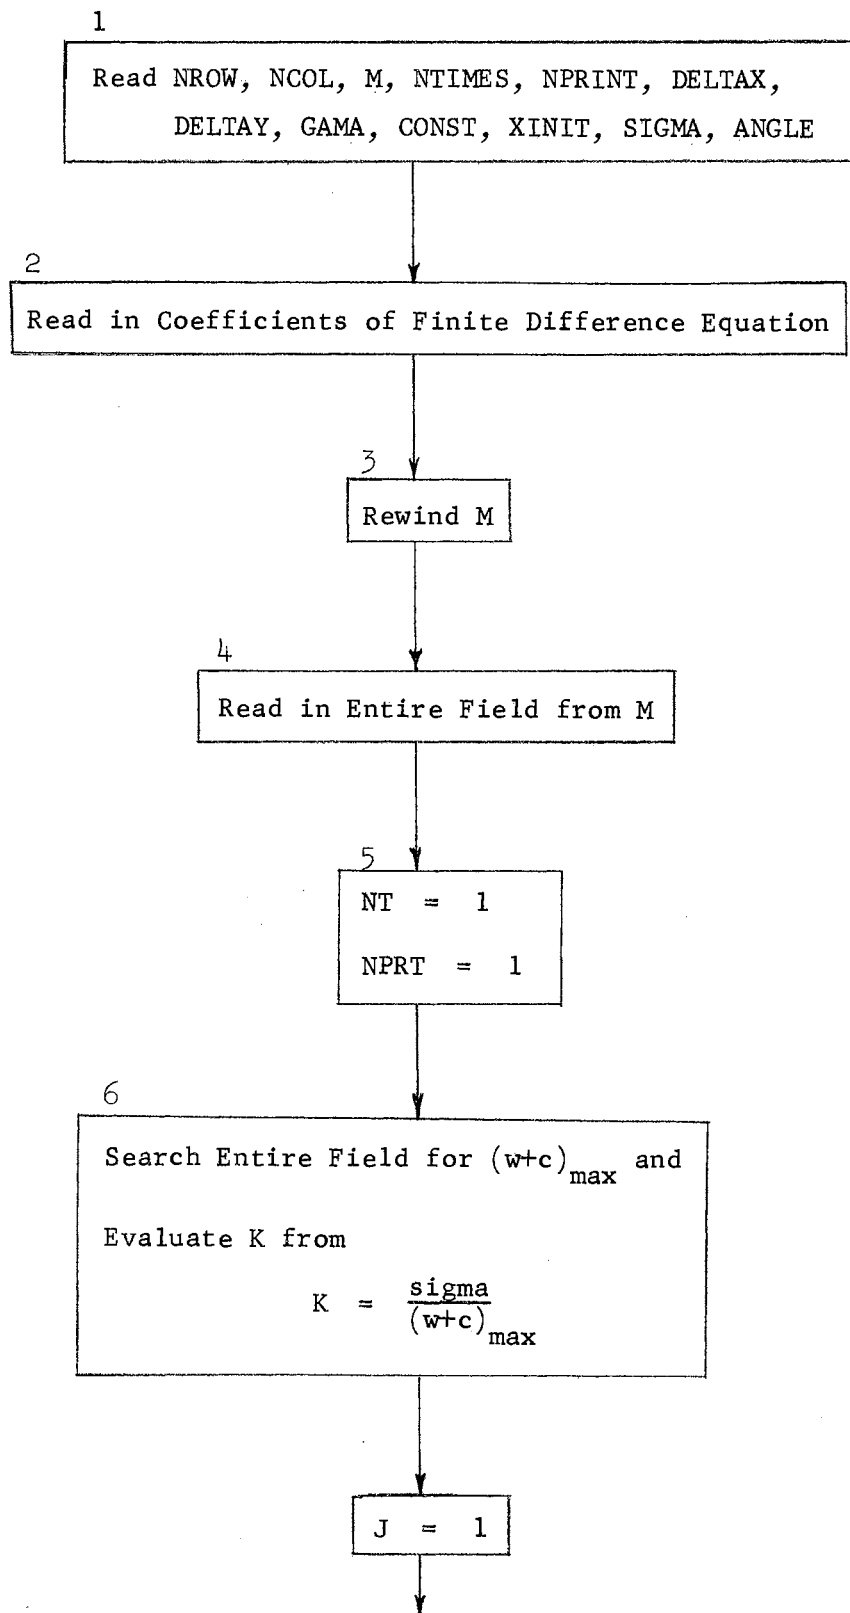 1
Read NROW, NCOL, M, NTIMES, NPRINT, DELTAX,
DELTAY, GAMA, CONST, XINIT, SIGMA, ANGLE
2
Read in Coefficients of Finite Difference Equation
3
Rewind M
4
Read in Entire Field from M
5
NT = 1
NPRT = 1
6
Search Entire Field for (w+c)max and
Evaluate K from
K = sigma
(w+c)max
J = 1